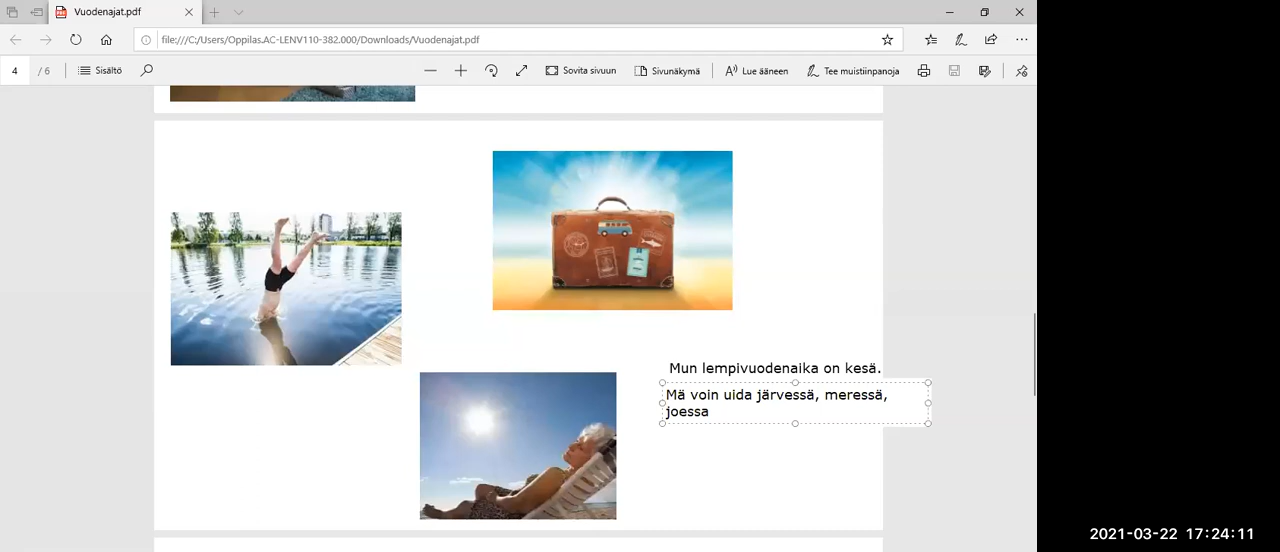 Vuodenajat.pdf
file:///C:/Users/Oppilas.AC-LENV110-382.000/Downloads/Vuodenajat.pdf
4 / 6 Sisältö Sovita sivuun Sivunäkymä Lue ääneen Tee muistiinpanoja
Mun lempivuodenaika on kesä.
Mä voin uida järvessä, meressä,
joessa
2021-03-22 17:24:11